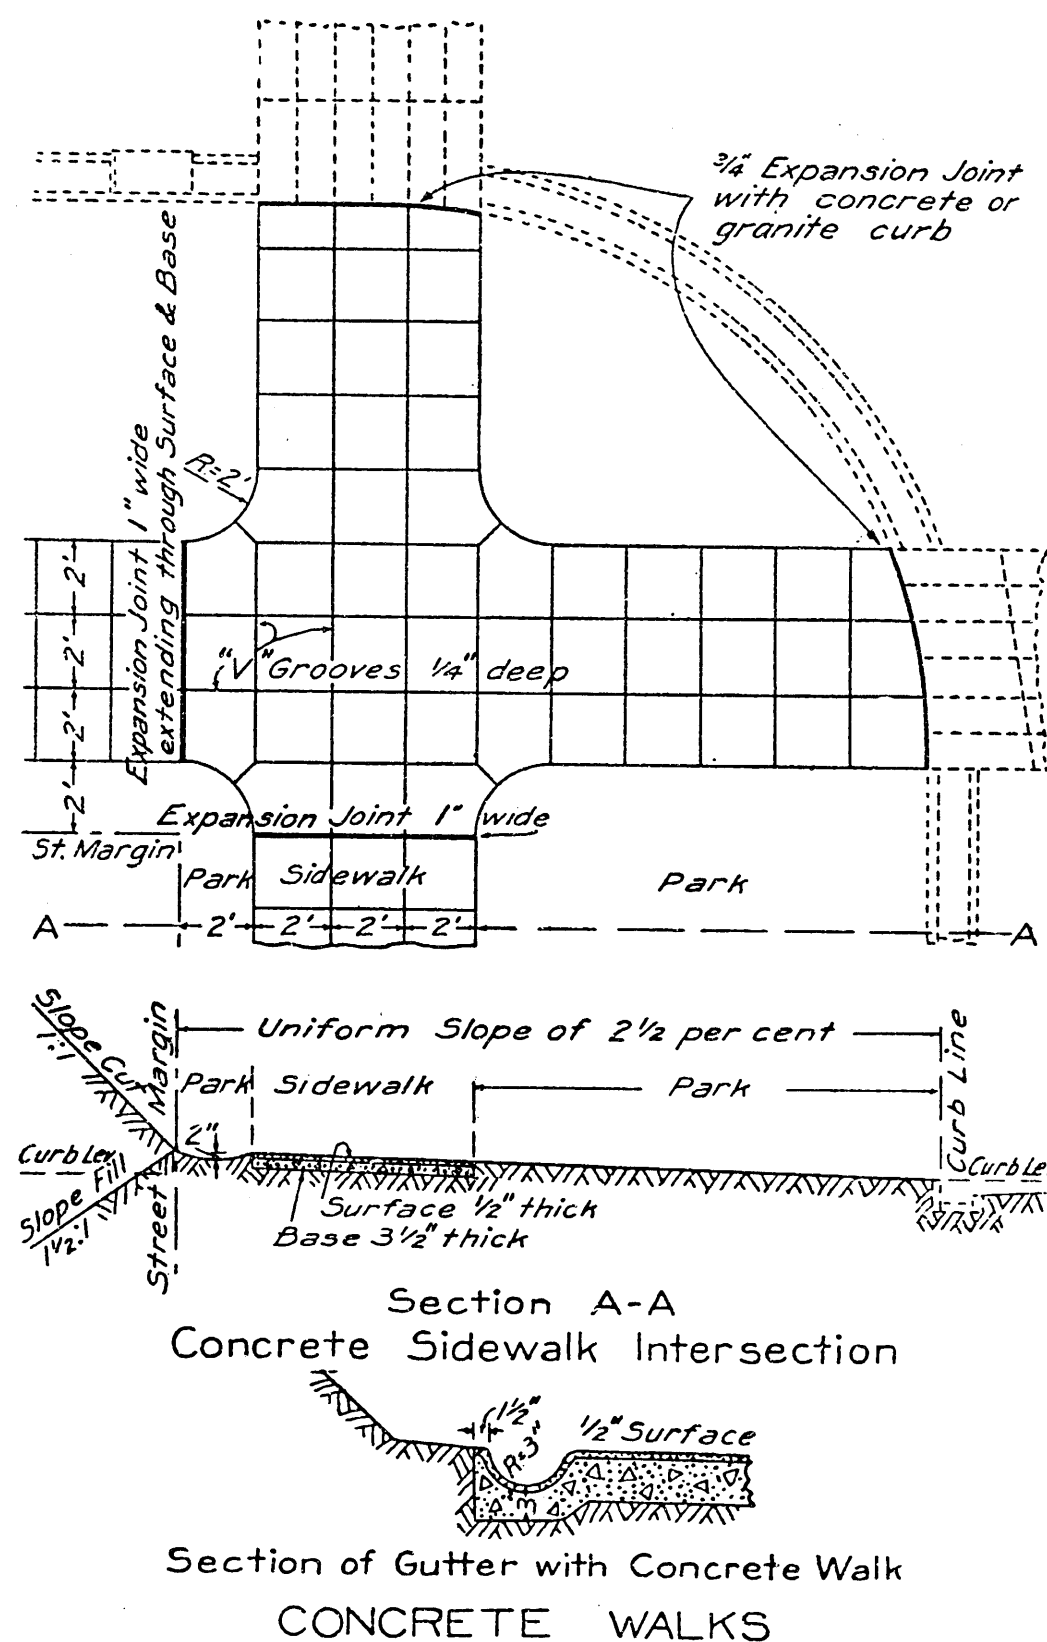 3/4" Expansion Joint
with concrete or
granite curb
Expansion Joint 1" wide
extending through Surface & Base
R=2'
2'
2'
2'
2'
"V" Grooves 1/4" deep
Expansion Joint 1" wide
St. Margin
Park
Sidewalk
Park
A
2'
2'
2'
2'
A
Slope Cut
1:1
Street Margin
Uniform Slope of 2 1/2 per cent
Curb Line
Park
Sidewalk
Park
2"
Curb Lev
Curb Le
Slope Fill
1 1/2:1
Surface 1/2" thick
Base 3 1/2" thick
Section A-A
Concrete Sidewalk Intersection
1 1/2"
R=3"
1/2" Surface
3
Section of Gutter with Concrete Walk
CONCRETE WALKS